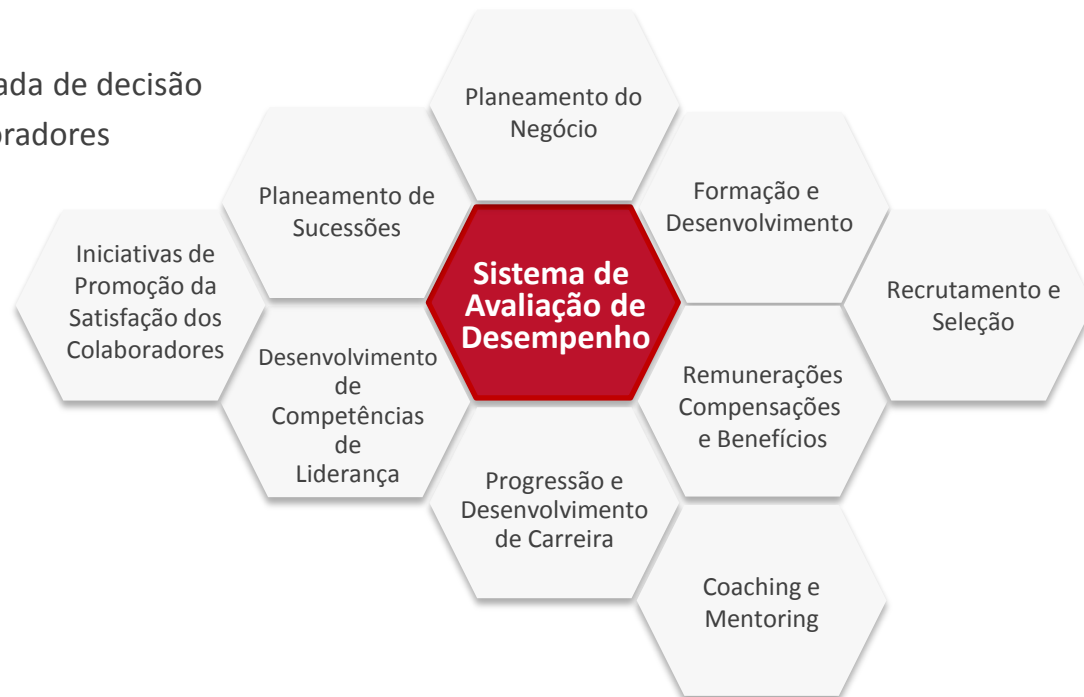 ada de decisão
oradores
Planeamento do
Negócio
Planeamento de
Sucessões
Formação e
Desenvolvimento
Iniciativas de
Promoção da
Satisfação dos
Colaboradores
Sistema de
Avaliação de
Desempenho
Recrutamento e
Seleção
Desenvolvimento
de
Competências
de
Liderança
Remunerações
Compensações
e Benefícios
Progressão e
Desenvolvimento
de Carreira
Coaching e
Mentoring